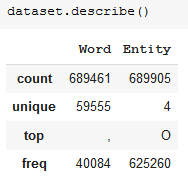 dataset.describe()
Word Entity
count 689461 689905
unique 59555 4
top , O
freq 40084 625260